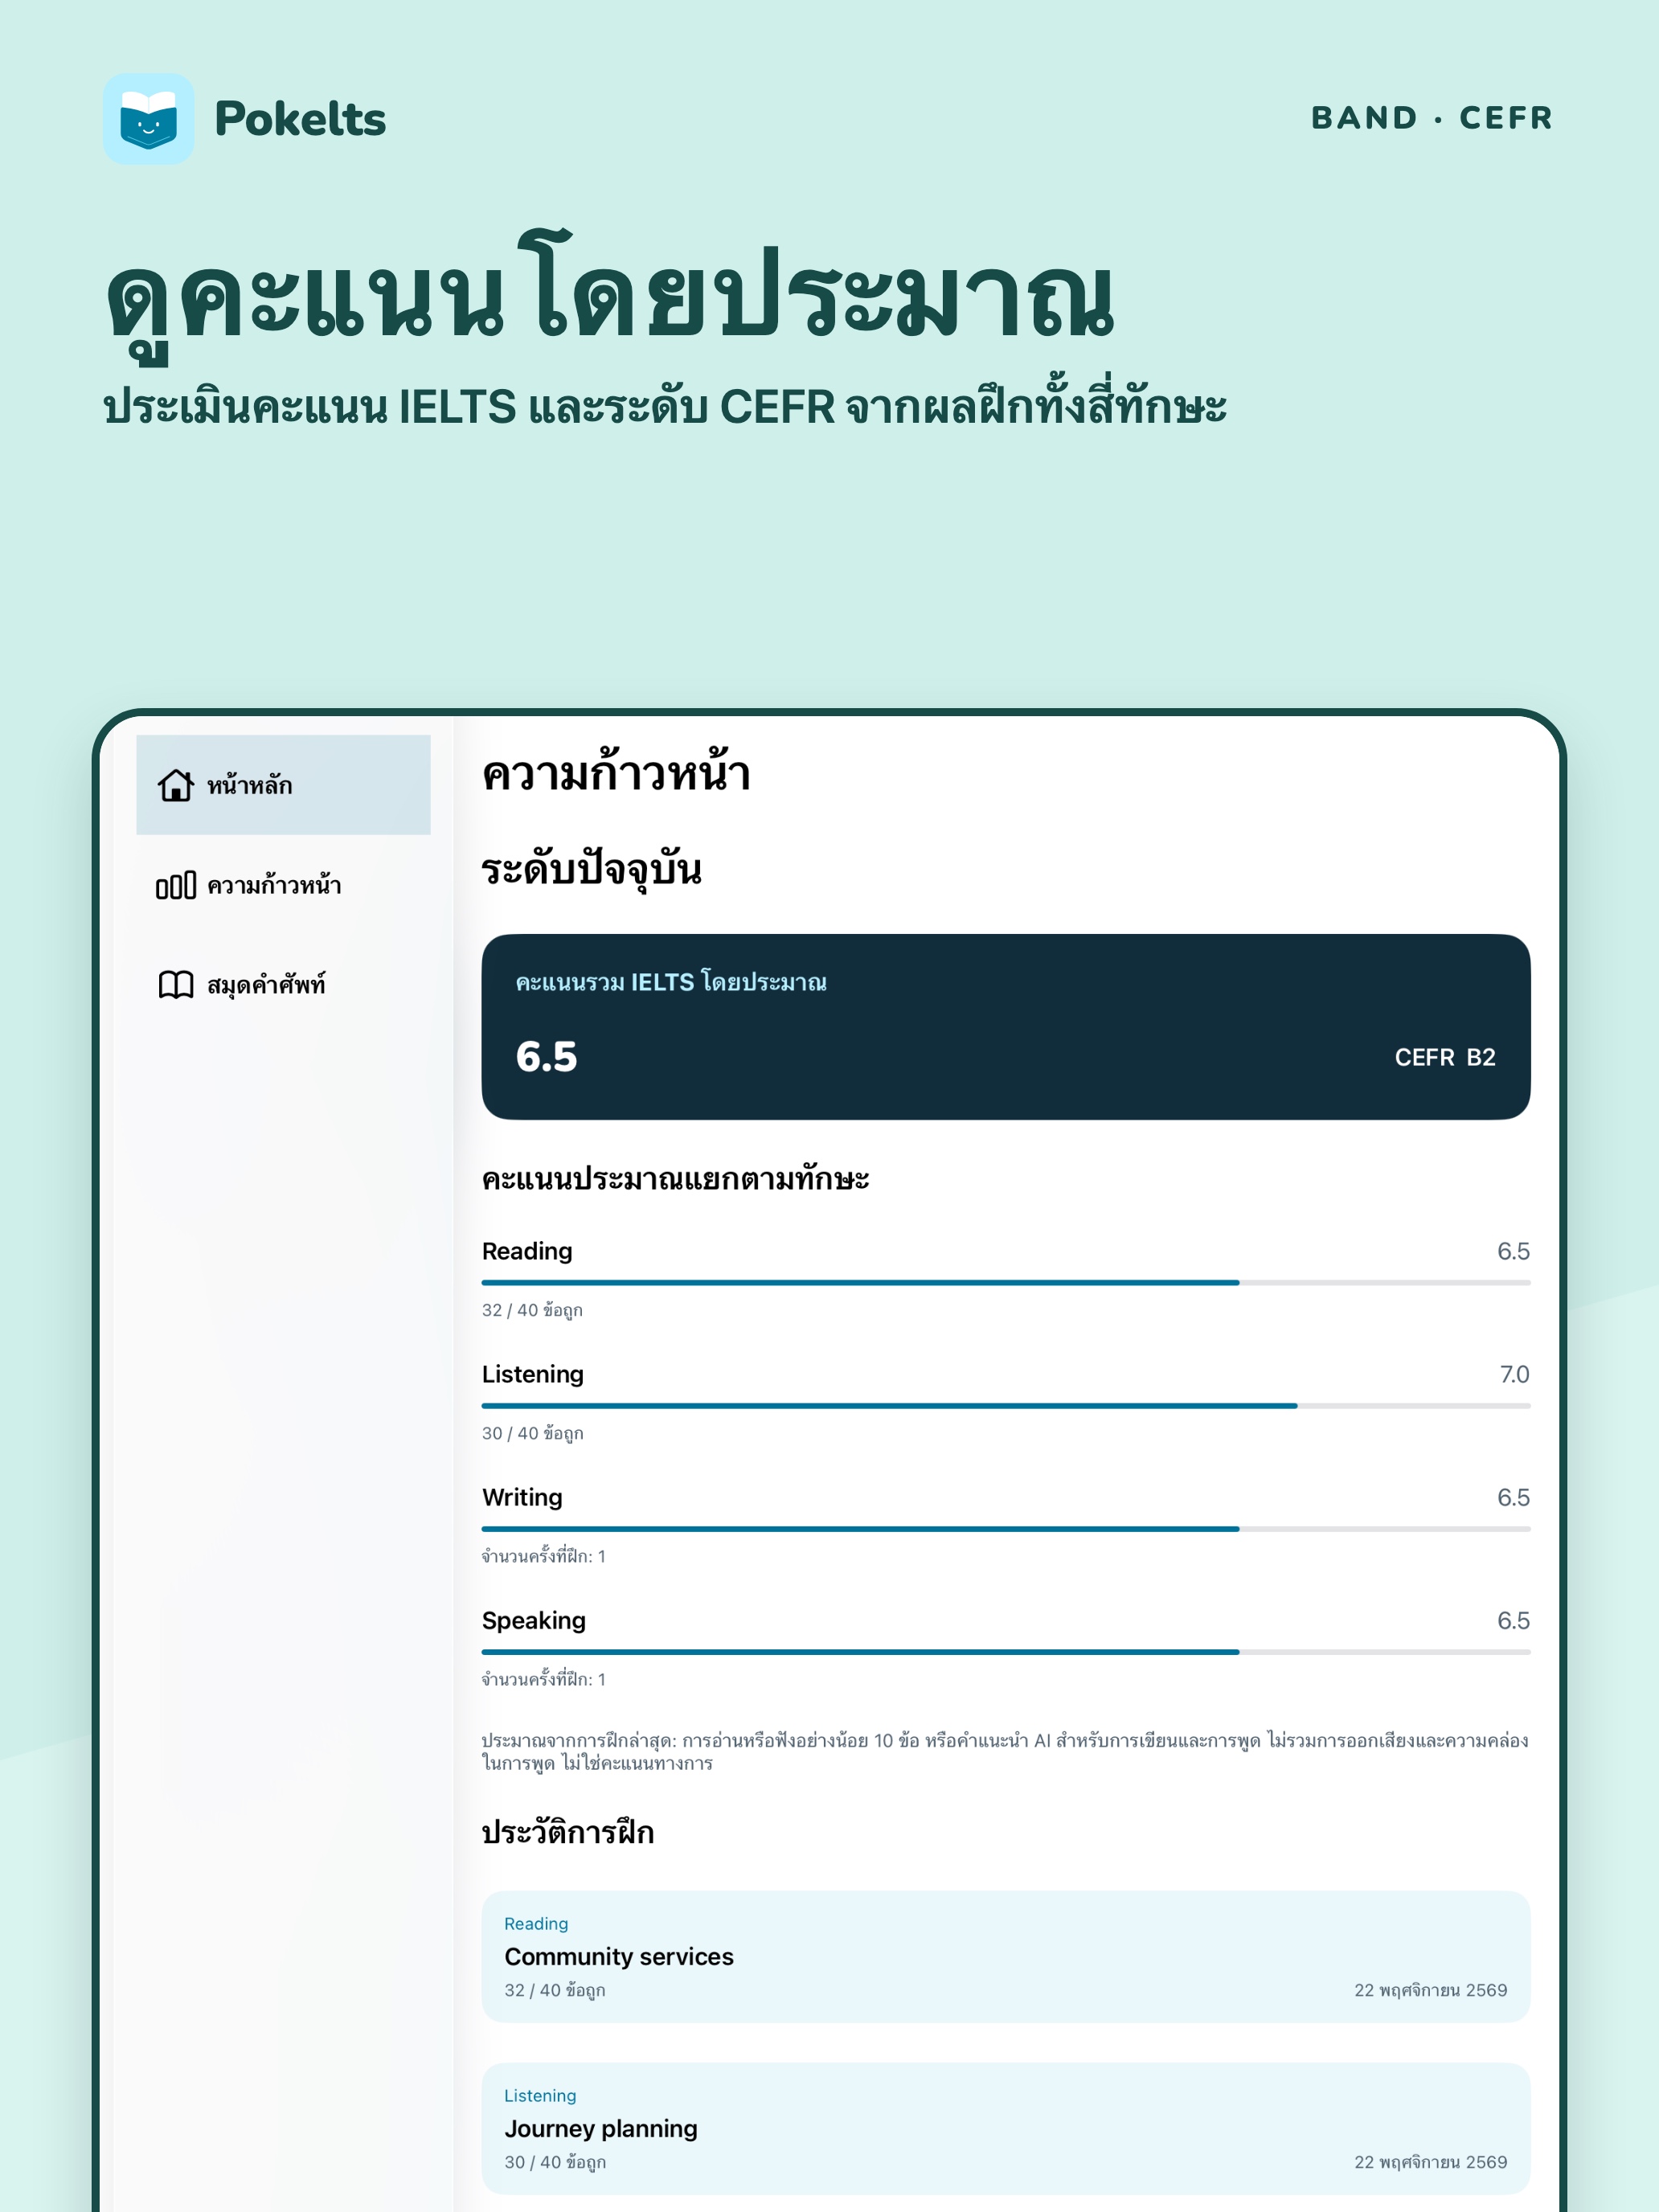 Pokelts
BAND · CEFR
ดูคะแนนโดยประมาณ
ประเมินคะแนน IELTS และระดับ CEFR จากผลฝึกทั้งสี่ทักษะ
หน้าหลัก
ความก้าวหน้า
สมุดคำศัพท์
ความก้าวหน้า
ระดับปัจจุบัน
คะแนนรวม IELTS โดยประมาณ
6.5
CEFR B2
คะแนนประมาณแยกตามทักษะ
Reading
6.5
32 / 40 ข้อถูก
Listening
7.0
30 / 40 ข้อถูก
Writing
6.5
จำนวนครั้งที่ฝึก: 1
Speaking
6.5
จำนวนครั้งที่ฝึก: 1
ประมาณจากการฝึกล่าสุด: การอ่านหรือฟังอย่างน้อย 10 ข้อ หรือคำแนะนำ AI สำหรับการเขียนและการพูด ไม่รวมการออกเสียงและความคล่อง
ในการพูด ไม่ใช่คะแนนทางการ
ประวัติการฝึก
Reading
Community services
32 / 40 ข้อถูก
22 พฤศจิกายน 2569
Listening
Journey planning
30 / 40 ข้อถูก
22 พฤศจิกายน 2569